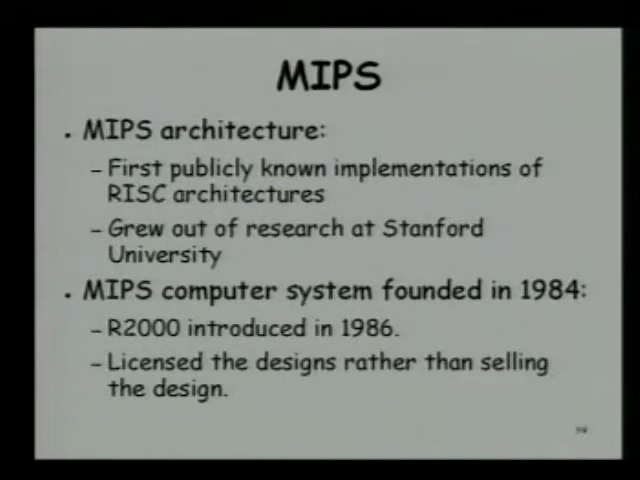 MIPS
• MIPS architecture:
– First publicly known implementations of
RISC architectures
– Grew out of research at Stanford
University
• MIPS computer system founded in 1984:
– R2000 introduced in 1986.
– Licensed the designs rather than selling
the design.